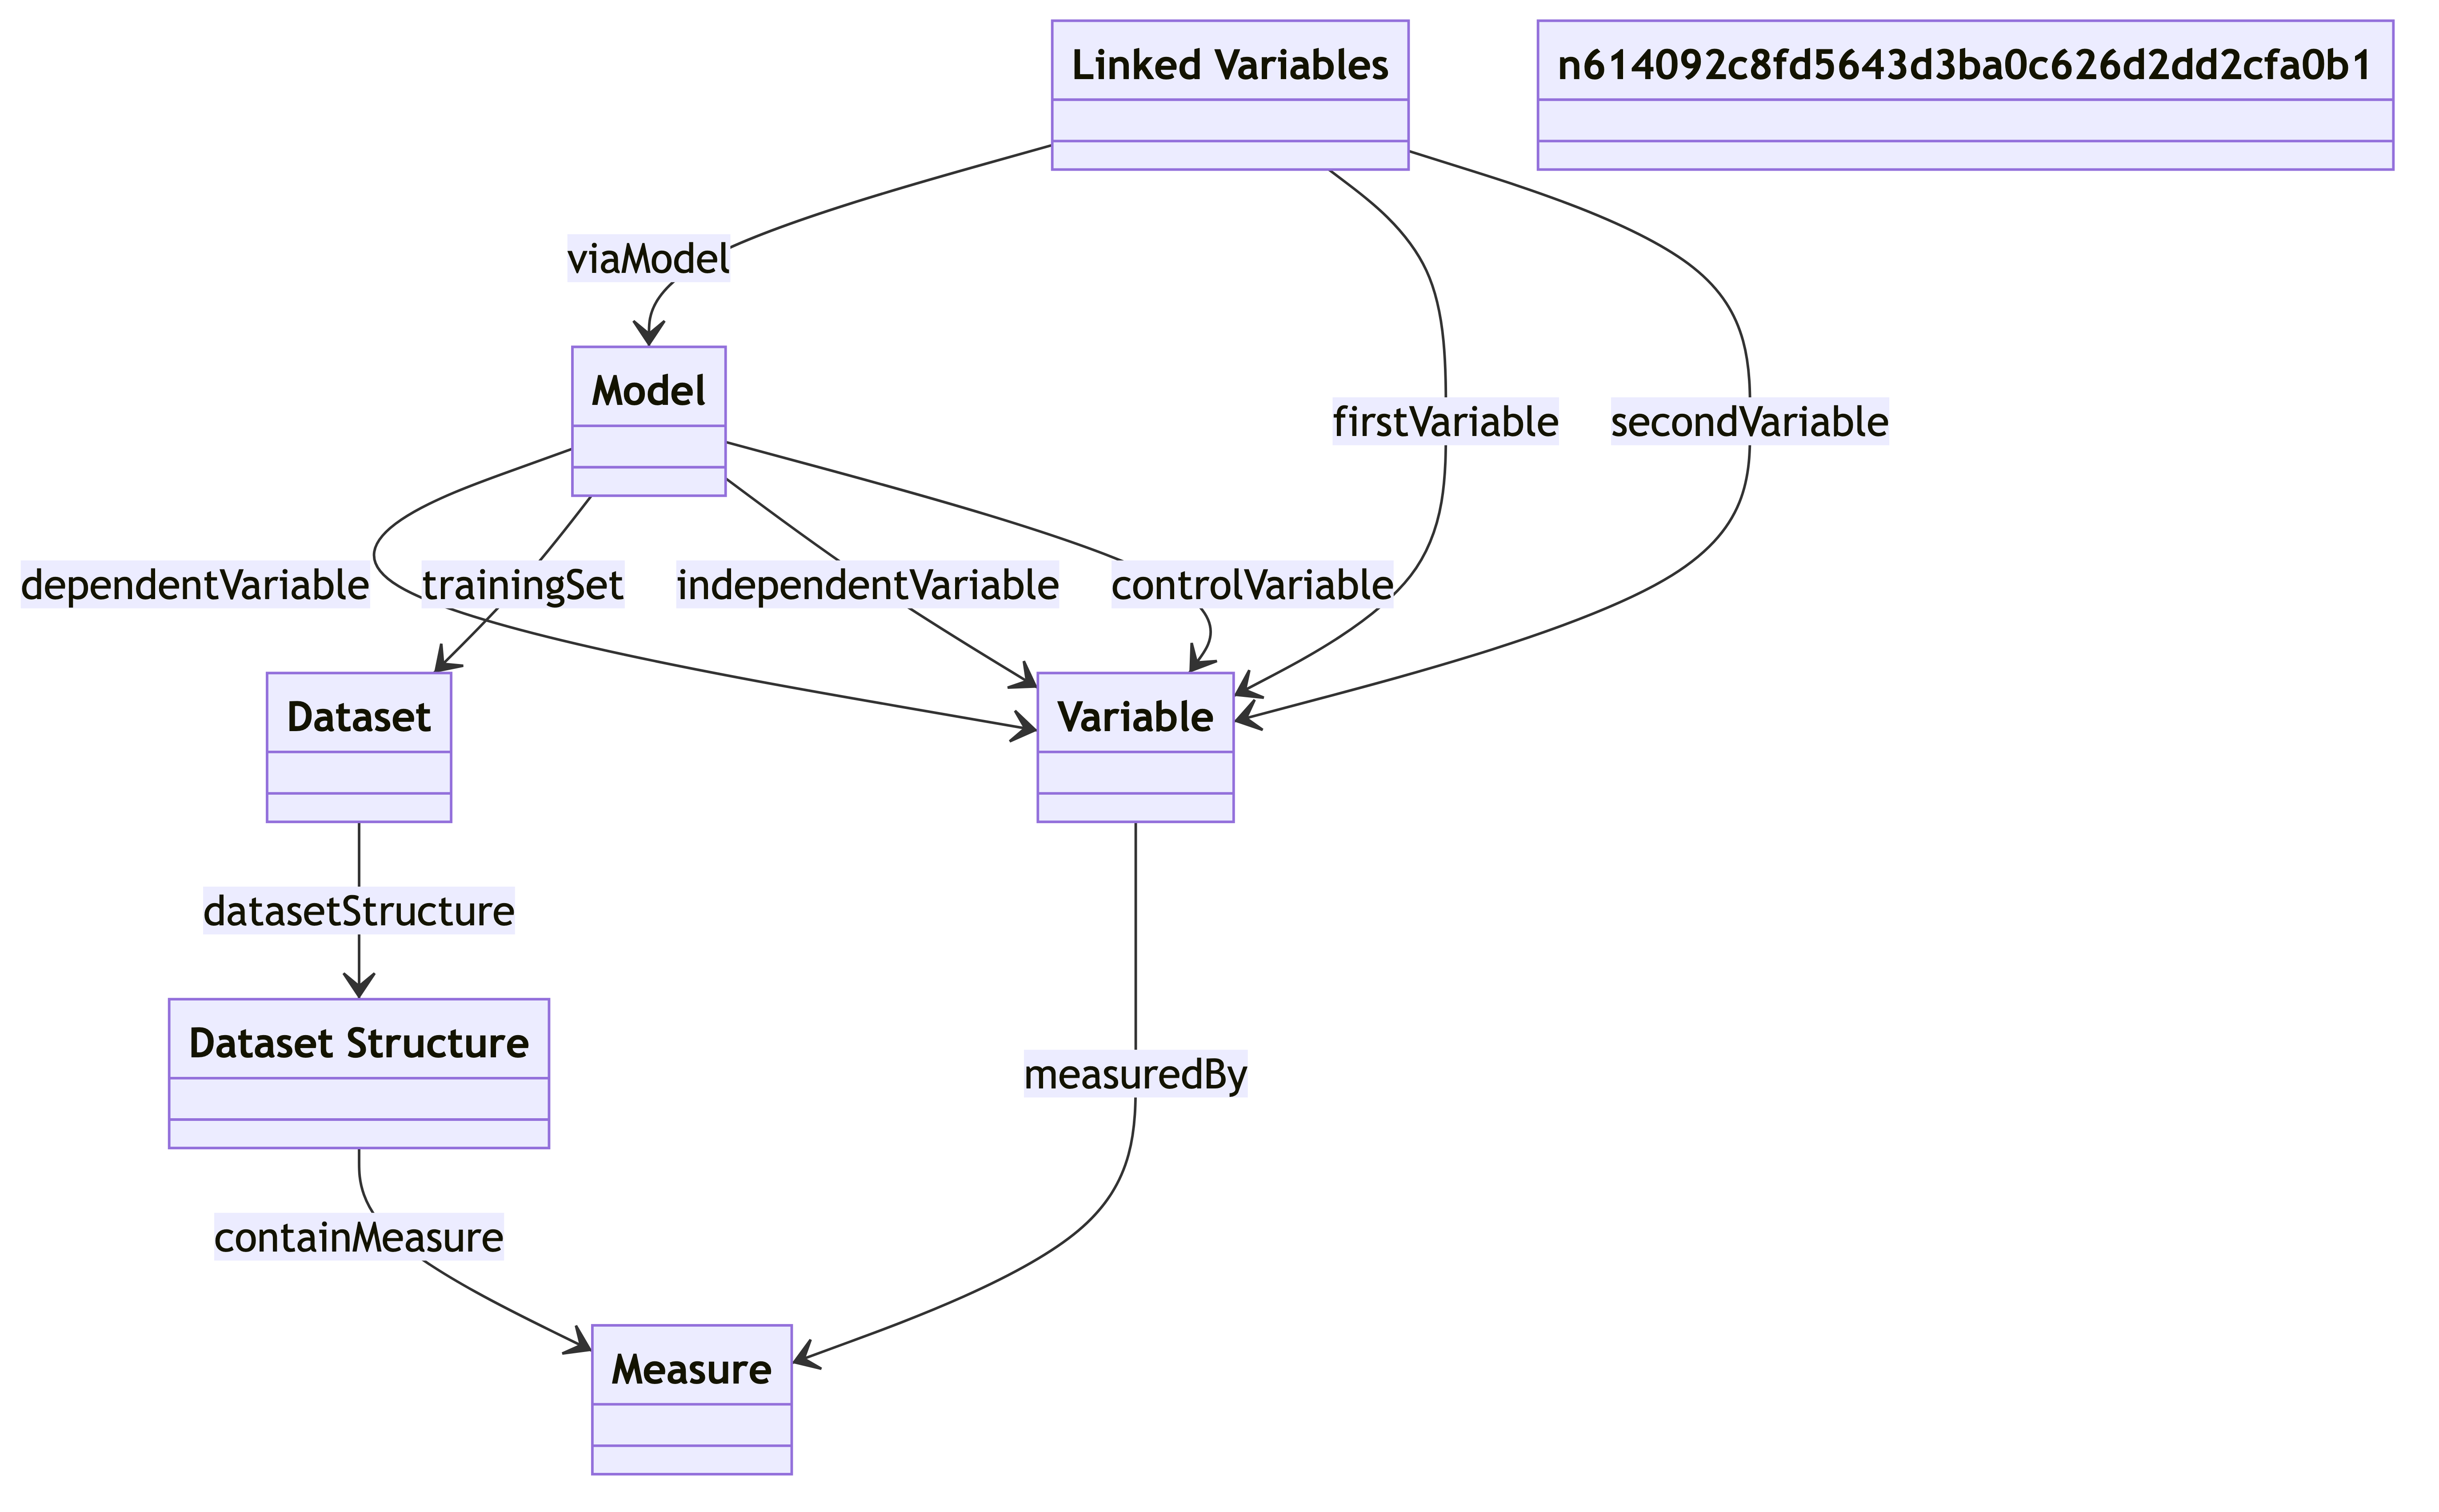 Linked Variables
n614092c8fd5643d3ba0c626d2dd2cfa0b1
viaModel
Model
firstVariable
secondVariable
dependentVariable
trainingSet
independentVariable
controlVariable
Dataset
Variable
datasetStructure
Dataset Structure
measuredBy
containMeasure
Measure